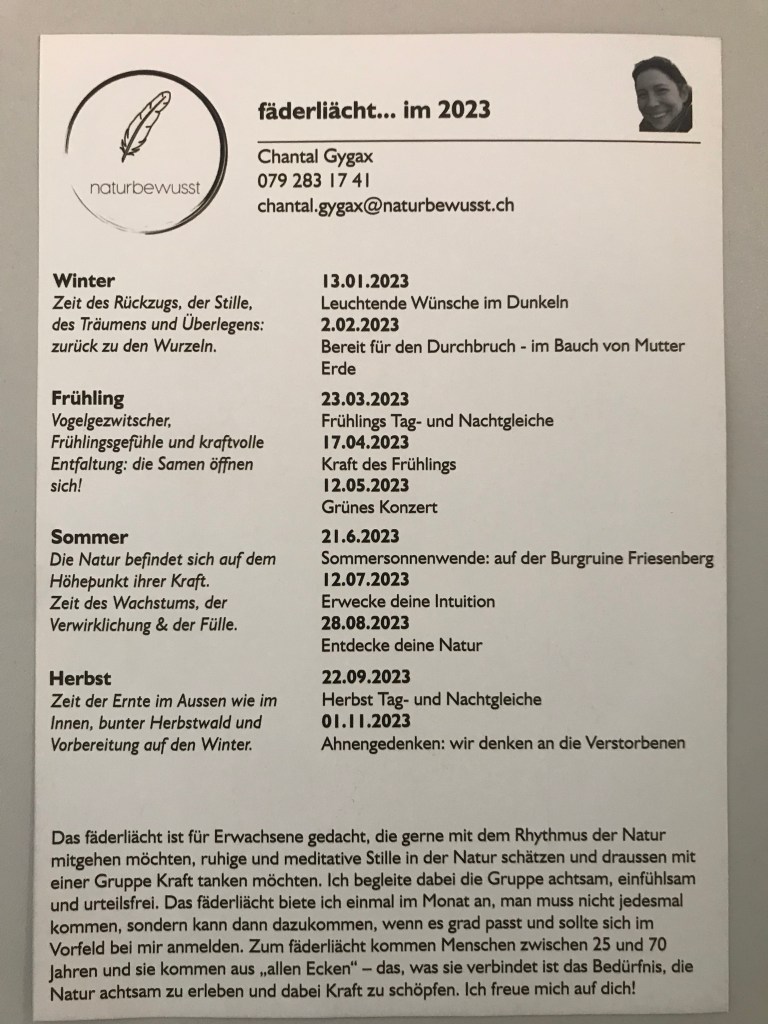 fäderliächt... im 2023
naturbewusst
Chantal Gygax
079 283 17 41
chantal.gygax@naturbewusst.ch
Winter
Zeit des Rückzugs, der Stille,
des Träumens und Überlegens:
zurück zu den Wurzeln.
13.01.2023
Leuchtende Wünsche im Dunkeln
2.02.2023
Bereit für den Durchbruch - im Bauch von Mutter
Erde
Frühling
Vogelgezwitscher,
Frühlingsgefühle und kraftvolle
Entfaltung: die Samen öffnen
sich!
23.03.2023
Frühlings Tag- und Nachtgleiche
17.04.2023
Kraft des Frühlings
12.05.2023
Grünes Konzert
Sommer
Die Natur befindet sich auf dem
Höhepunkt ihrer Kraft.
Zeit des Wachstums, der
Verwirklichung & der Fülle.
21.6.2023
Sommersonnenwende: auf der Burgruine Friesenberg
12.07.2023
Erwecke deine Intuition
28.08.2023
Entdecke deine Natur
Herbst
Zeit der Ernte im Aussen wie im
Innen, bunter Herbstwald und
Vorbereitung auf den Winter.
22.09.2023
Herbst Tag- und Nachtgleiche
01.11.2023
Ahnengedenken: wir denken an die Verstorbenen
Das fäderliächt ist für Erwachsene gedacht, die gerne mit dem Rhythmus der Natur
mitgehen möchten, ruhige und meditative Stille in der Natur schätzen und draussen mit
einer Gruppe Kraft tanken möchten. Ich begleite dabei die Gruppe achtsam, einfühlsam
und urteilsfrei. Das fäderliächt biete ich einmal im Monat an, man muss nicht jedesmal
kommen, sondern kann dann dazukommen, wenn es grad passt und sollte sich im
Vorfeld bei mir anmelden. Zum fäderliächt kommen Menschen zwischen 25 und 70
Jahren und sie kommen aus „allen Ecken“ – das, was sie verbindet ist das Bedürfnis, die
Natur achtsam zu erleben und dabei Kraft zu schöpfen. Ich freue mich auf dich!